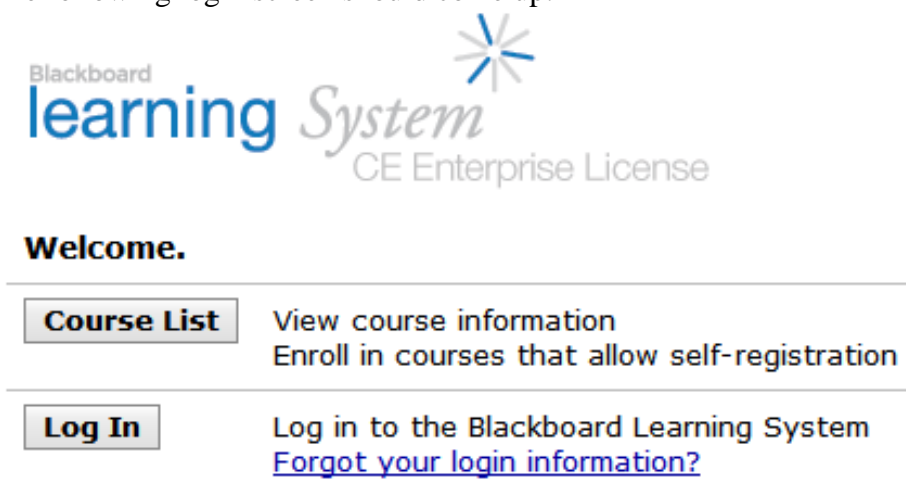 Blackboard
learning System
CE Enterprise License
Welcome.
Course List
View course information
Enroll in courses that allow self-registration
Log In
Log in to the Blackboard Learning System
Forgot your login information?